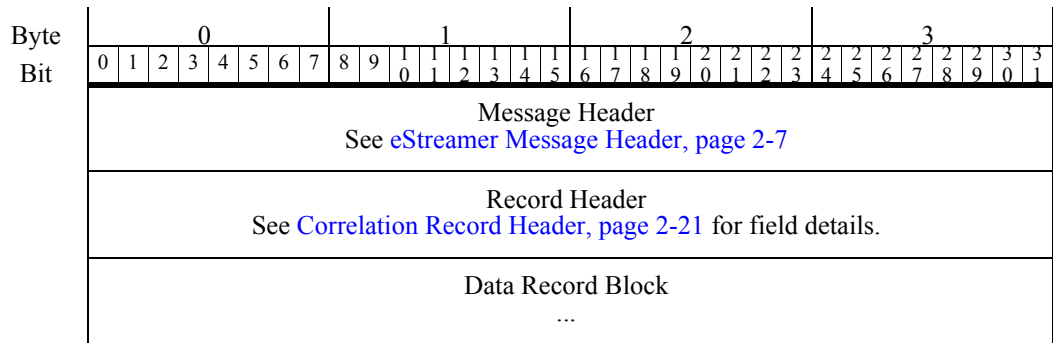 Byte 0 1 2 3
Bit 0 1 2 3 4 5 6 7 8 9 10 11 12 13 14 15 16 17 18 19 20 21 22 23 24 25 26 27 28 29 30 31
Message Header
See eStreamer Message Header, page 2-7
Record Header
See Correlation Record Header, page 2-21 for field details.
Data Record Block
...